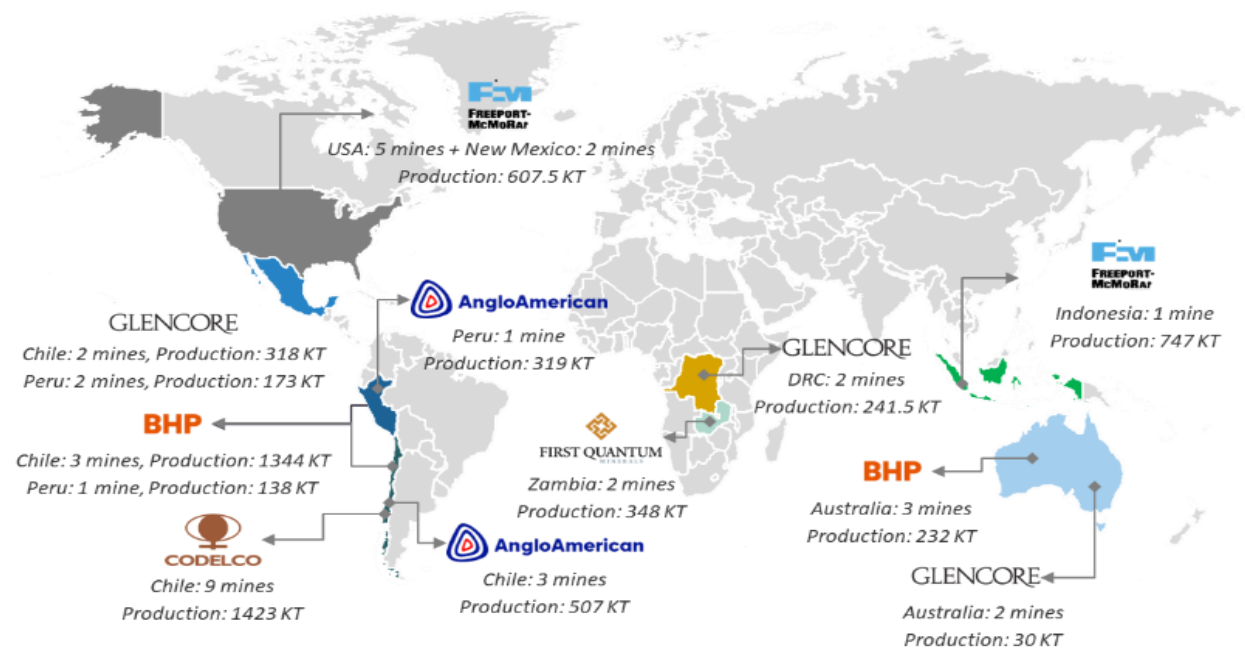 FREEPORT-
McMoRan
USA: 5 mines + New Mexico: 2 mines
Production: 607.5 KT
AngloAmerican
Peru: 1 mine
Production: 319 KT
GLENCORE
Chile: 2 mines, Production: 318 KT
Peru: 2 mines, Production: 173 KT
BHP
Chile: 3 mines, Production: 1344 KT
Peru: 1 mine, Production: 138 KT
CODELCO
Chile: 9 mines
Production: 1423 KT
AngloAmerican
Chile: 3 mines
Production: 507 KT
FIRST QUANTUM
MINERALS
Zambia: 2 mines
Production: 348 KT
GLENCORE
DRC: 2 mines
Production: 241.5 KT
FREEPORT-
McMoRan
Indonesia: 1 mine
Production: 747 KT
BHP
Australia: 3 mines
Production: 232 KT
GLENCORE
Australia: 2 mines
Production: 30 KT